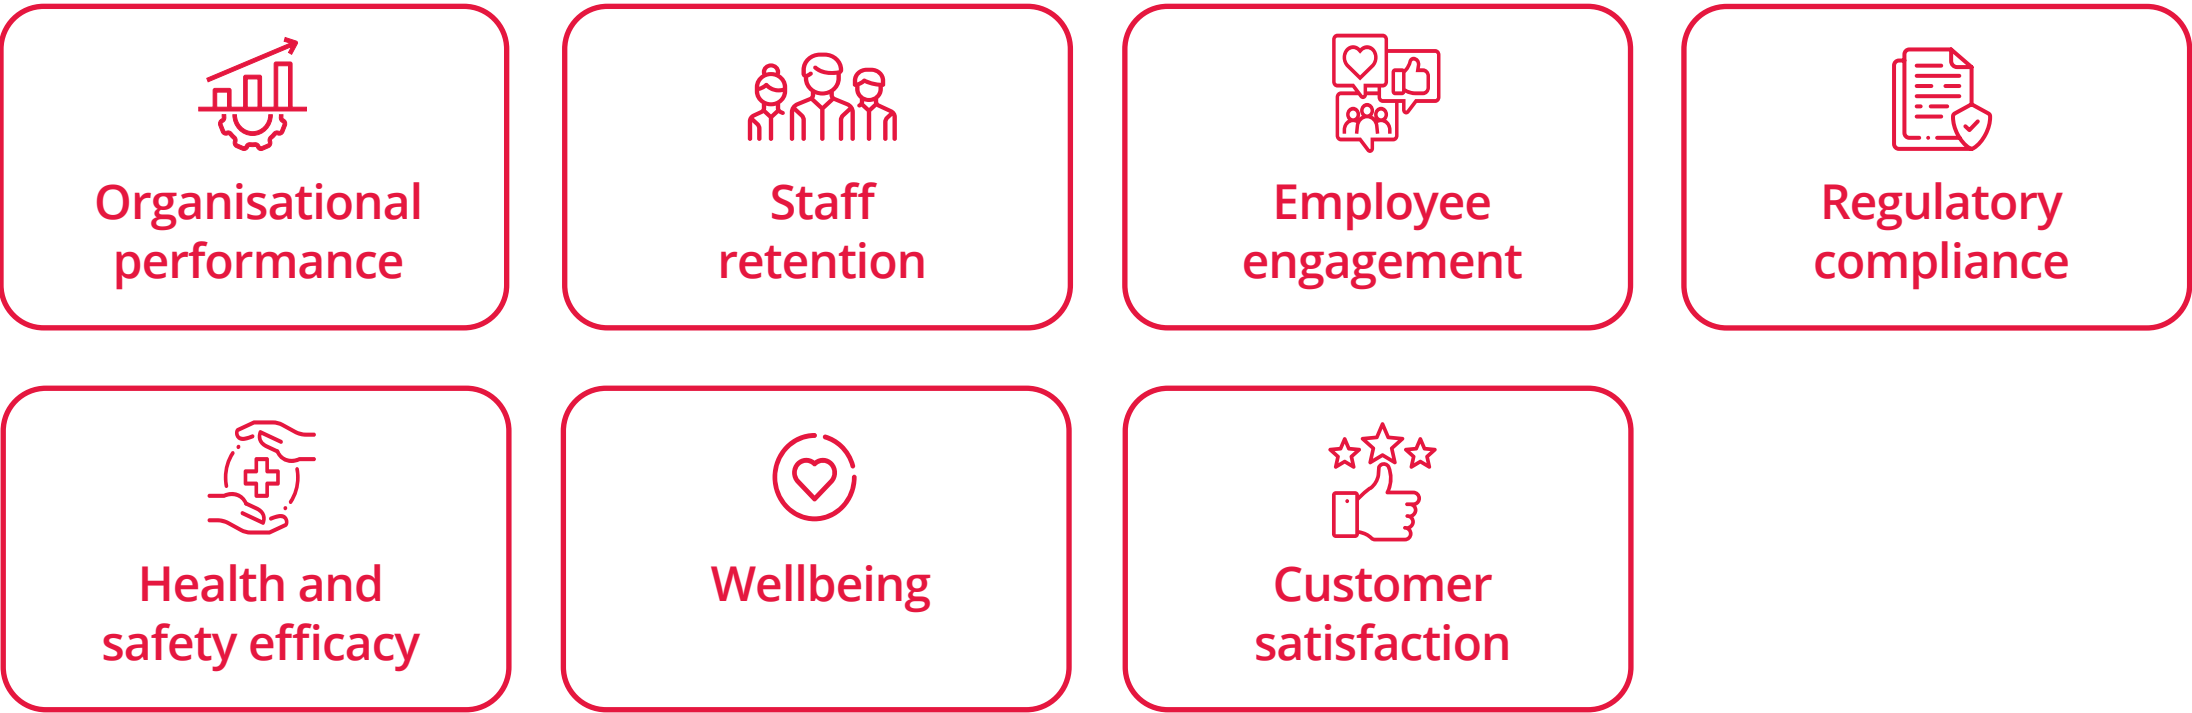 Organisational
performance
Staff
retention
Employee
engagement
Regulatory
compliance
Health and
safety efficacy
Wellbeing
Customer
satisfaction